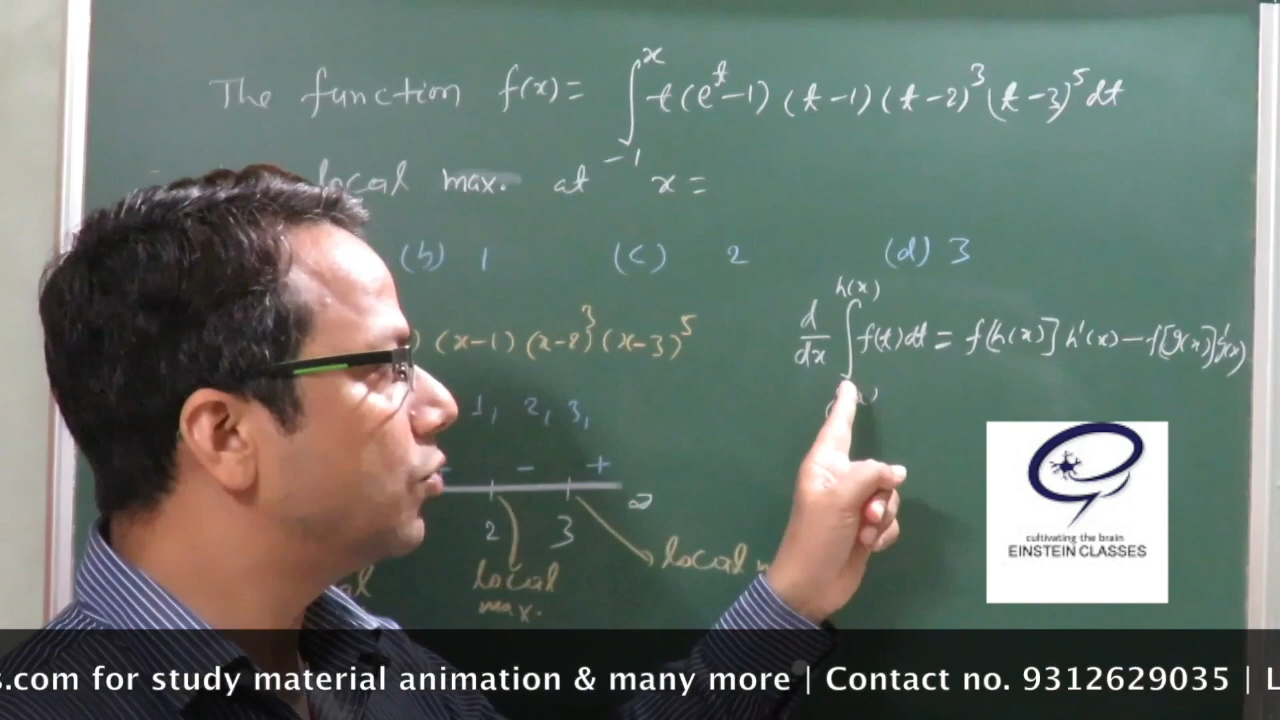 The function f(x) = ∫₋₁ˣ t(eᵗ-1) (t-1) (t-2)³ (t-3)⁵ dt
local max. at x =
(b) 1 (c) 2 (d) 3
) (x-1) (x-2)³ (x-3)⁵
h(x)
d/dx ∫ f(t)dt = f[h(x)] h'(x) - f[g(x)]g'(x)
1, 2, 3,
- - +
2 3 ∞
local max.
local
cultivating the brain
EINSTEIN CLASSES
s.com for study material animation & many more | Contact no. 9312629035 | L